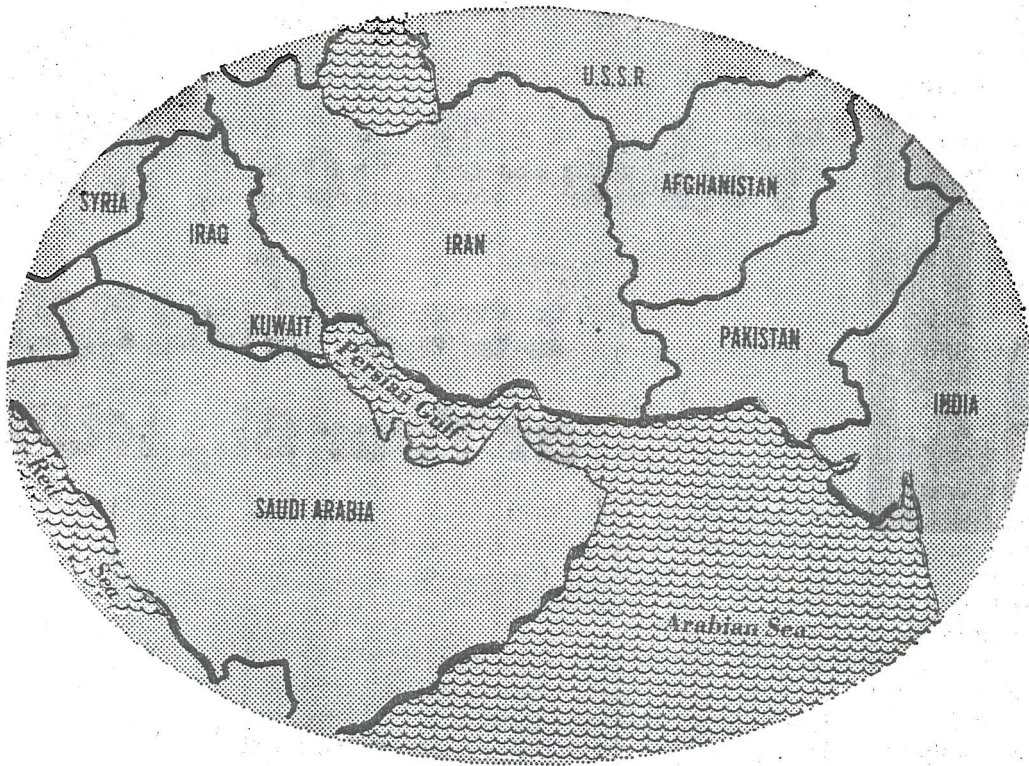 U.S.S.R.
AFGHANISTAN
SYRIA
IRAQ
IRAN
KUWAIT
PAKISTAN
Persian Gulf
INDIA
Red Sea
SAUDI ARABIA
Arabian Sea